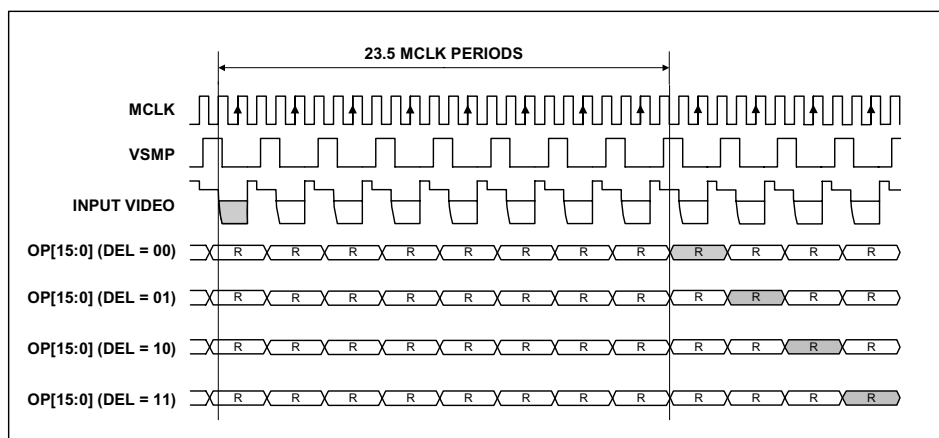 23.5 MCLK PERIODS
MCLK
VSMP
INPUT VIDEO
OP[15:0] (DEL = 00) R R R R R R R R R R R R
OP[15:0] (DEL = 01) R R R R R R R R R R R R
OP[15:0] (DEL = 10) R R R R R R R R R R R R
OP[15:0] (DEL = 11) R R R R R R R R R R R R